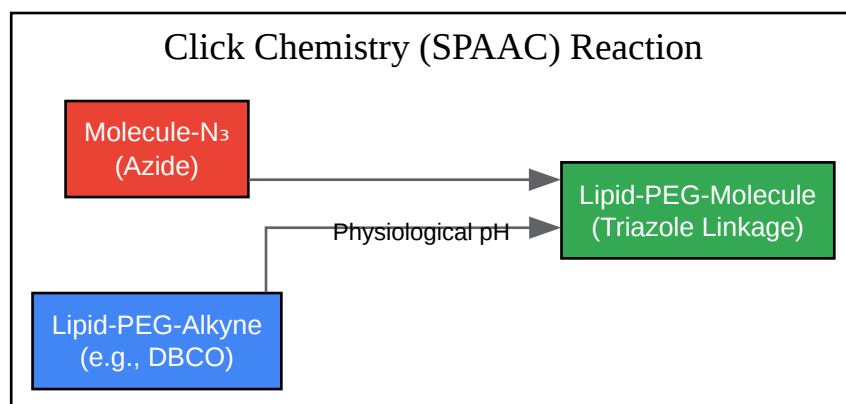 Click Chemistry (SPAAC) Reaction
Molecule-N₃
(Azide)
Lipid-PEG-Molecule
(Triazole Linkage)
Physiological pH
Lipid-PEG-Alkyne
(e.g., DBCO)